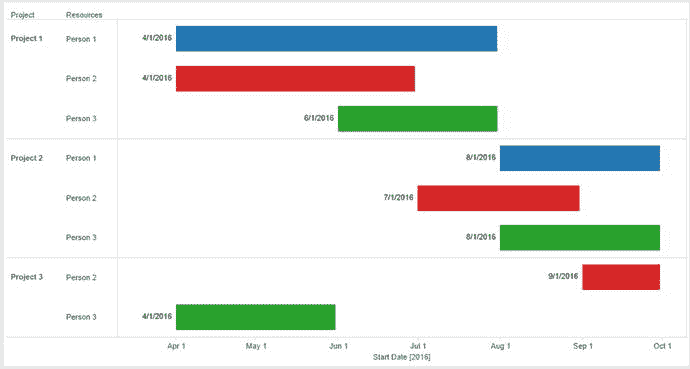 Project Resources
Project 1 Person 1 4/1/2016
Person 2 4/1/2016
Person 3 6/1/2016
Project 2 Person 1 8/1/2016
Person 2 7/1/2016
Person 3 8/1/2016
Project 3 Person 2 9/1/2016
Person 3 4/1/2016
Apr 1 May 1 Jun 1 Jul 1 Aug 1 Sep 1 Oct 1
Start Date [2016]